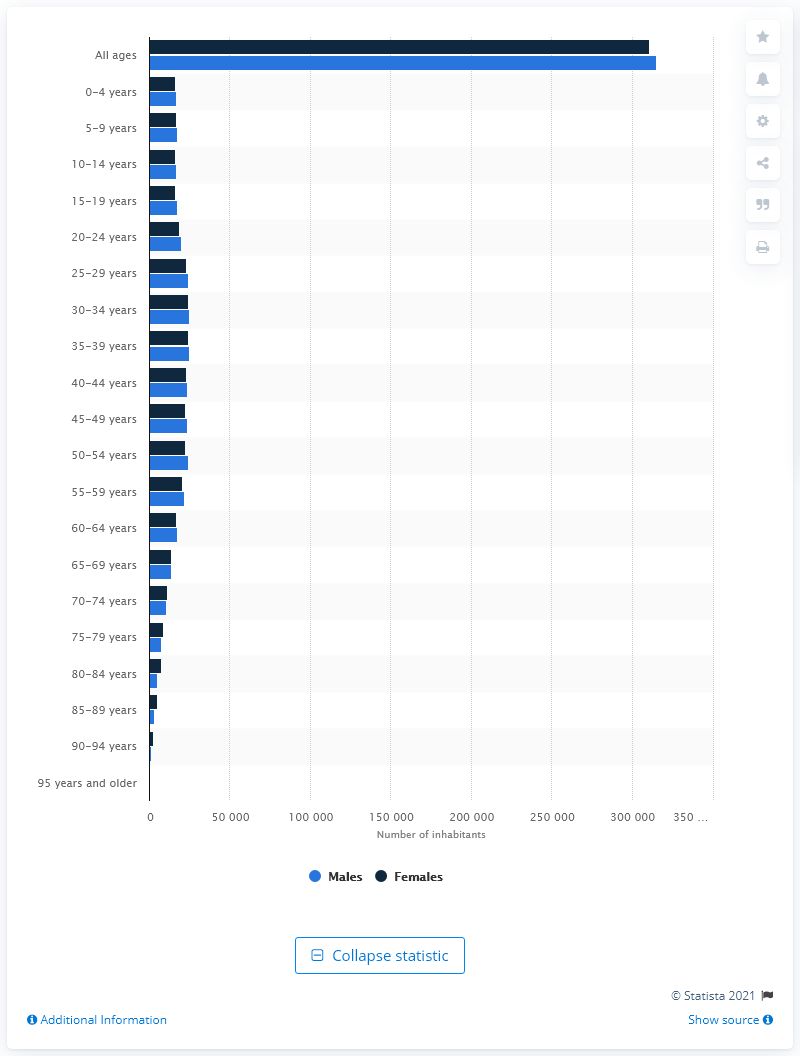 All ages
0–4 years
5–9 years
10–14 years
15–19 years
20–24 years
25–29 years
30–34 years
35–39 years
40–44 years
45–49 years
50–54 years
55–59 years
60–64 years
65–69 years
70–74 years
75–79 years
80–84 years
85–89 years
90–94 years
95 years and older
0 50 000 100 000 150 000 200 000 250 000 300 000 350 …
Number of inhabitants
Males Females
Collapse statistic
© Statista 2021
Additional Information Show source